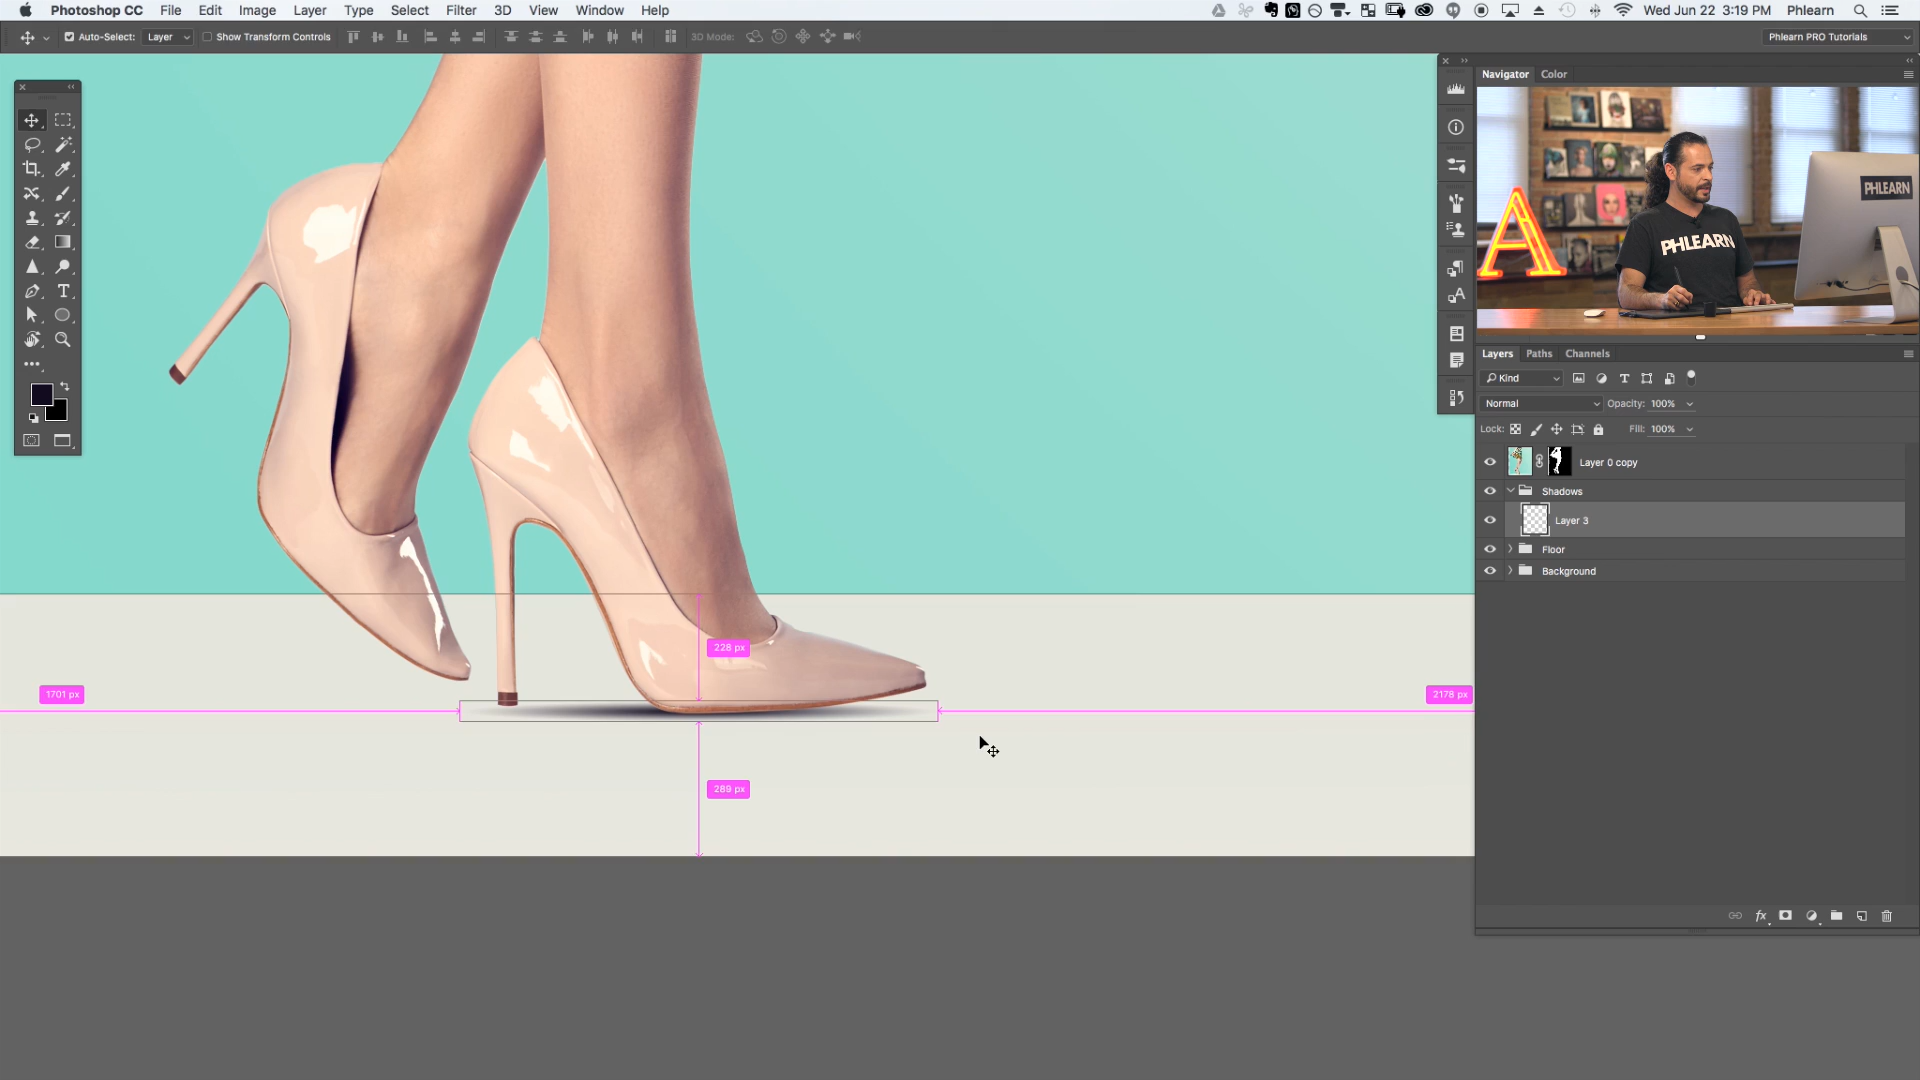 Photoshop CC File Edit Image Layer Type Select Filter 3D View Window Help Wed Jun 22 3:19 PM Phlearn
Auto-Select: Layer Show Transform Controls 3D Mode: Phlearn PRO Tutorials
Navigator Color
PHLEARN
PHLEARN
A
Layers Paths Channels
Kind
Normal Opacity: 100%
Lock: Fill: 100%
Layer 0 copy
Shadows
Layer 3
Floor
Background
228 px
1701 px
2178 px
289 px
fx